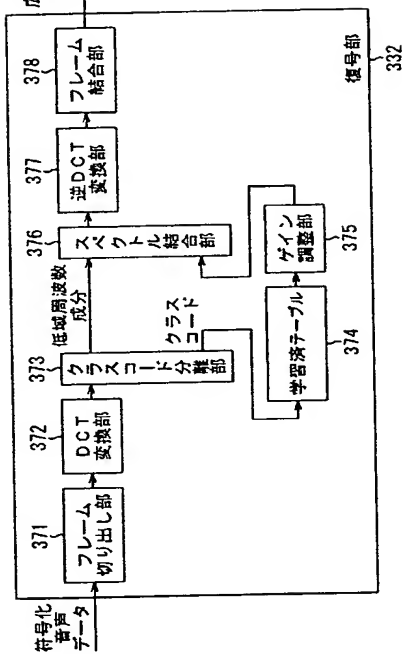 符号化
音声
データ
371
フレーム
切り出し部
372
DCT
変換部
373
クラスコード分離部
低域周波数
成分
クラス
コード
376
スペクトル結合部
377
逆DCT
変換部
378
フレーム
結合部
374
学習済テーブル
375
ゲイン
調整部
復号部
332